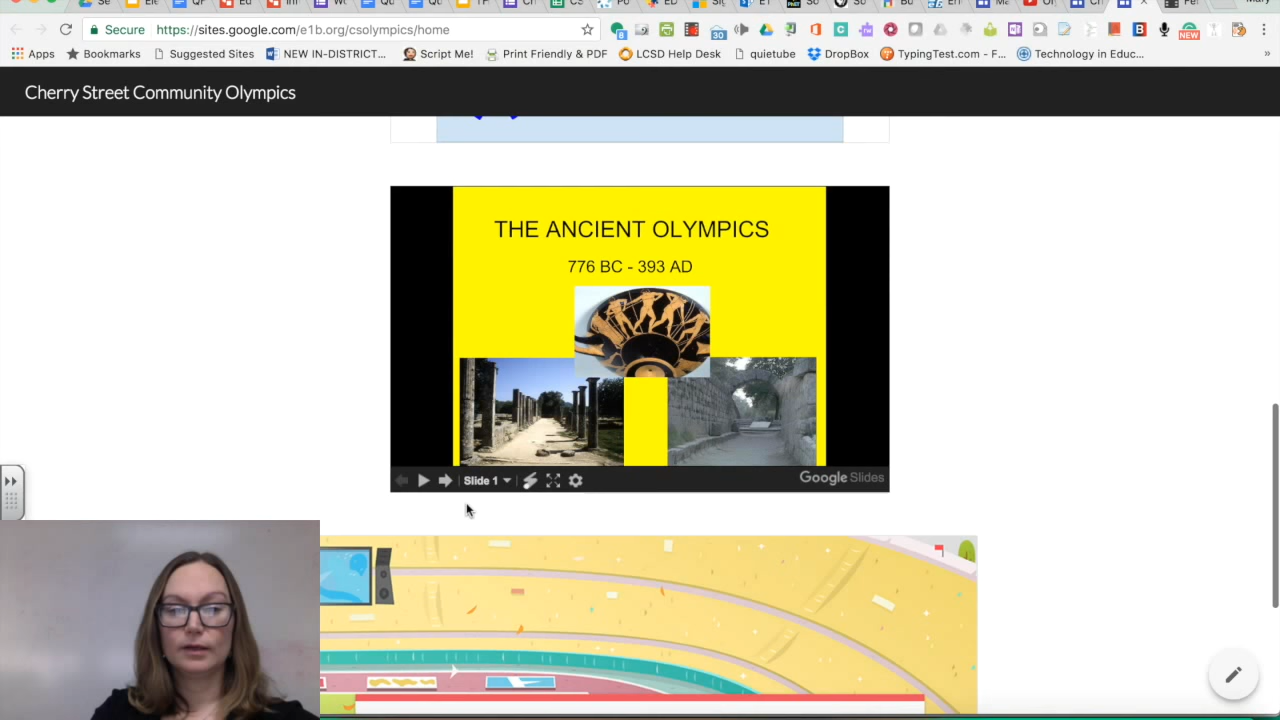 Secure https://sites.google.com/e1b.org/csolympics/home
8 30 NEW
Apps Bookmarks Suggested Sites NEW IN-DISTRICT... Script Me! Print Friendly & PDF LCSD Help Desk quietube DropBox TypingTest.com - F... Technology in Educ... »
Cherry Street Community Olympics
THE ANCIENT OLYMPICS
776 BC - 393 AD
Slide 1
Google Slides